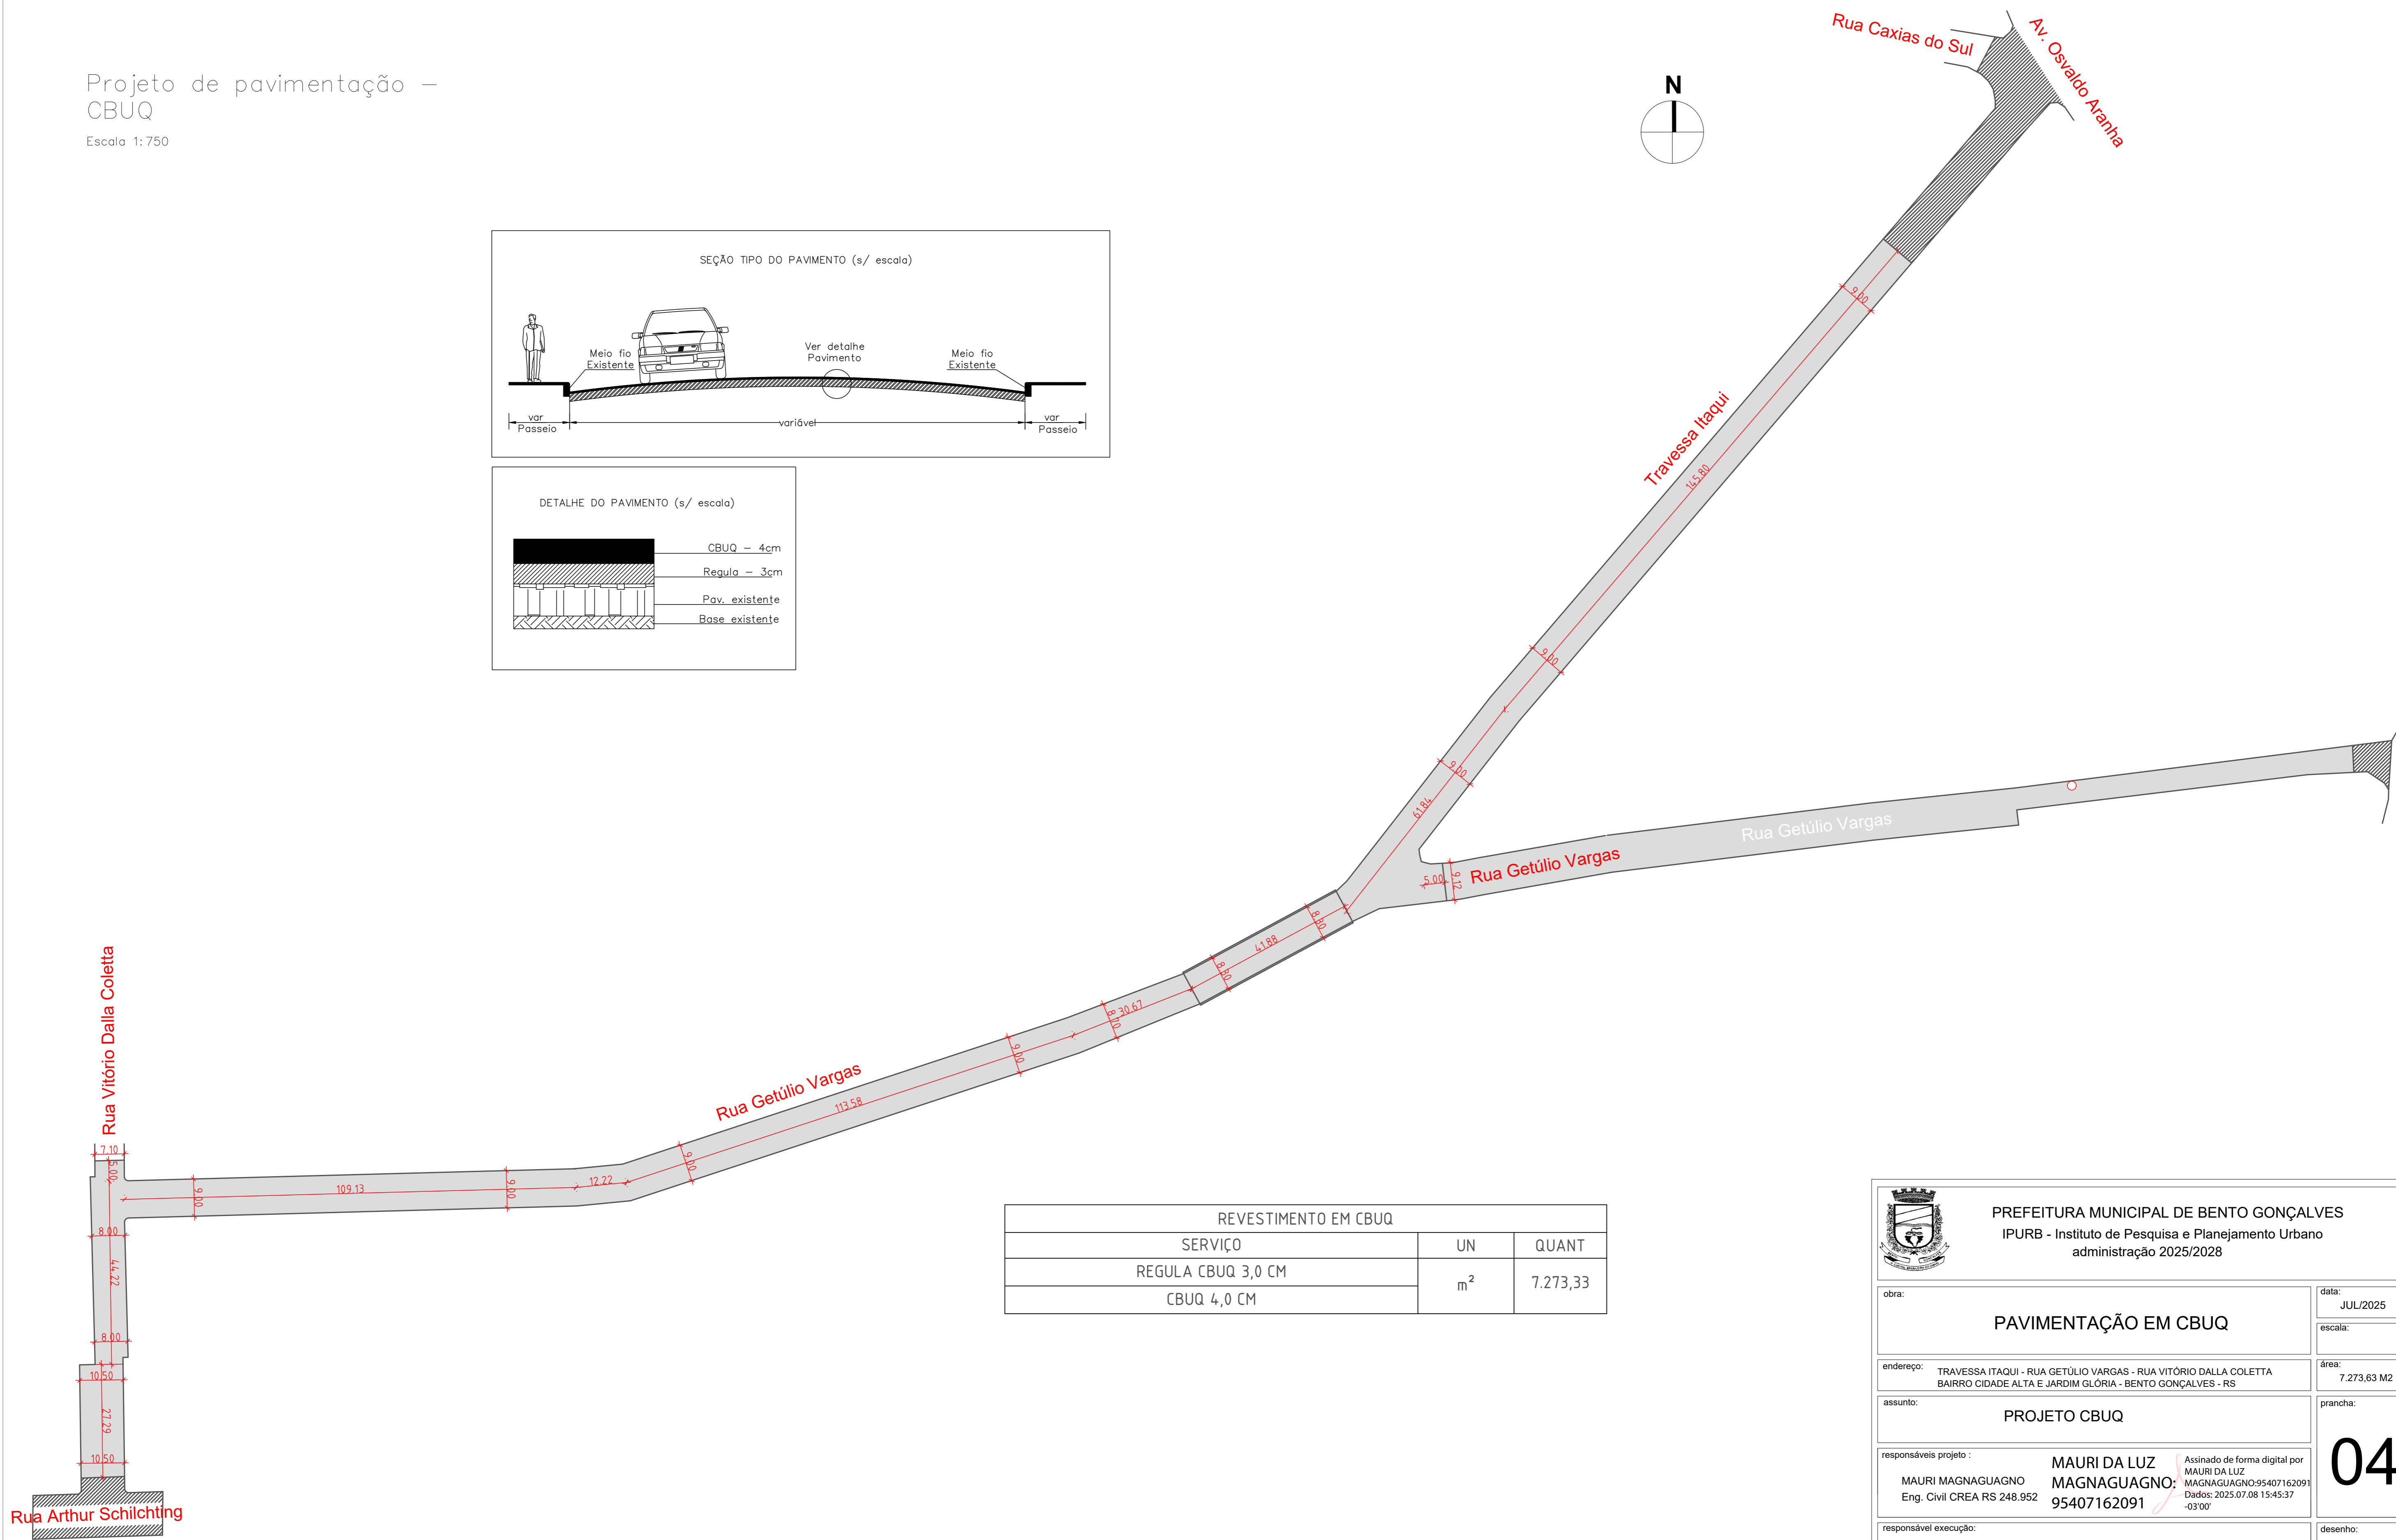 Projeto de pavimentação –
CBUQ
Escala 1:750
N
Rua Caxias do Sul
Av. Osvaldo Aranha
SEÇÃO TIPO DO PAVIMENTO (s/ escala)
Meio fio
Existente
Ver detalhe
Pavimento
Meio fio
Existente
var
Passeio
variável
var
Passeio
DETALHE DO PAVIMENTO (s/ escala)
CBUQ – 4cm
Regula – 3cm
Pav. existente
Base existente
9.00
Travessa Itaqui
145.80
9.00
9.00
61.84
Rua Getúlio Vargas
Rua Getúlio Vargas
5.00
9.12
8.30
41.88
8.30
30.67
8.70
9.00
Rua Getúlio Vargas
113.58
9.00
Rua Vitório Dalla Coletta
7.10
5.00
12.22
109.13
9.00
9.00
8.00
44.22
8.00
10.50
27.29
10.50
Rua Arthur Schilchting
REVESTIMENTO EM CBUQ
SERVIÇO UN QUANT
REGULA CBUQ 3,0 CM
m² 7.273,33
CBUQ 4,0 CM
PREFEITURA MUNICIPAL DE BENTO GONÇALVES
IPURB - Instituto de Pesquisa e Planejamento Urbano
administração 2025/2028
obra:
PAVIMENTAÇÃO EM CBUQ
data:
JUL/2025
escala:
endereço: TRAVESSA ITAQUI - RUA GETÚLIO VARGAS - RUA VITÓRIO DALLA COLETTA
BAIRRO CIDADE ALTA E JARDIM GLÓRIA - BENTO GONÇALVES - RS
área:
7.273,63 M2
assunto:
PROJETO CBUQ
prancha:
04
responsáveis projeto :
MAURI MAGNAGUAGNO
Eng. Civil CREA RS 248.952
MAURI DA LUZ
MAGNAGUAGNO:
95407162091
Assinado de forma digital por
MAURI DA LUZ
MAGNAGUAGNO:95407162091
Dados: 2025.07.08 15:45:37
-03'00'
responsável execução:
desenho: